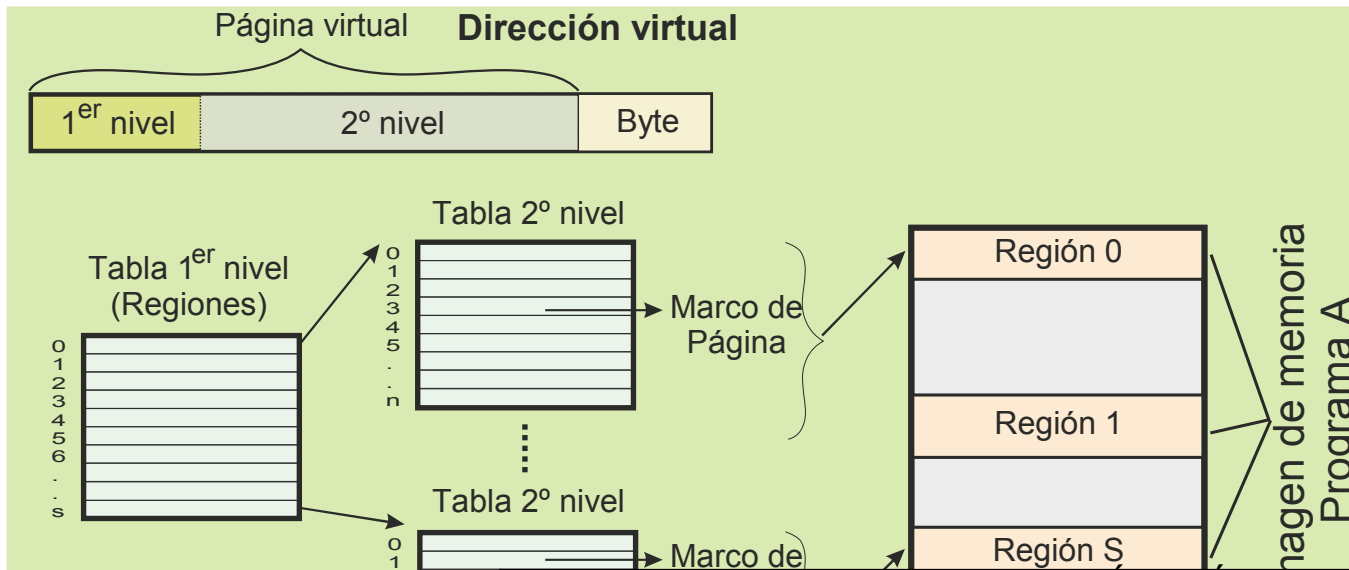 Página virtual
Dirección virtual
1er nivel
2º nivel
Byte
Tabla 2º nivel
Tabla 1er nivel
(Regiones)
0
1
2
3
4
5
6
.
.
s
0
1
2
3
4
5
.
.
n
Marco de
Página
Región 0
Región 1
Región S
Tabla 2º nivel
0
1
Marco de
de memoria
Programa A